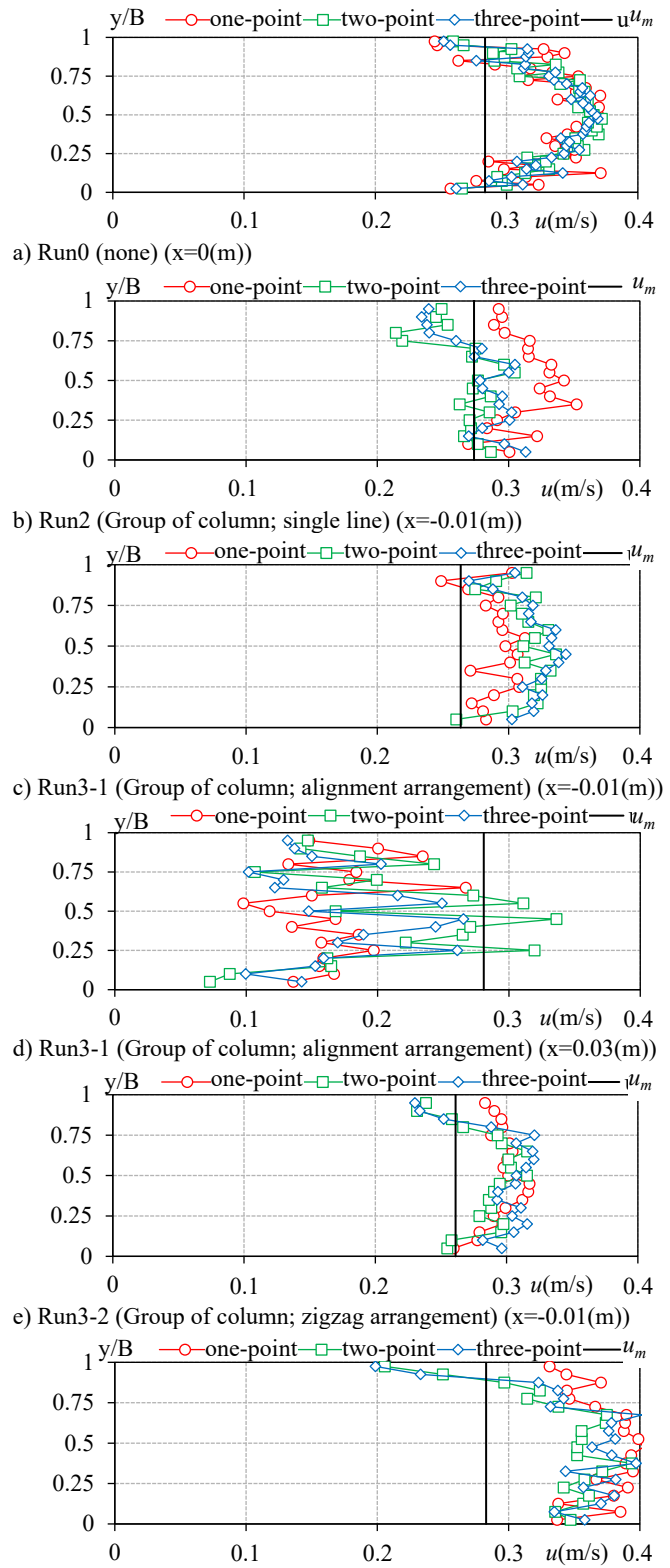 one-point two-point three-point uuₘ
y/B
1
0.75
0.5
0.25
0
0 0.1 0.2 0.3 u(m/s) 0.4
a) Run0 (none) (x=0(m))
one-point two-point three-point uₘ
y/B
1
0.75
0.5
0.25
0
0 0.1 0.2 0.3 u(m/s) 0.4
b) Run2 (Group of column; single line) (x=-0.01(m))
y/B one-point two-point three-point uₘ
1
0.75
0.5
0.25
0
0 0.1 0.2 0.3 u(m/s) 0.4
c) Run3-1 (Group of column; alignment arrangement) (x=-0.01(m))
y/B one-point two-point three-point uₘ
1
0.75
0.5
0.25
0
0 0.1 0.2 0.3 u(m/s) 0.4
d) Run3-1 (Group of column; alignment arrangement) (x=0.03(m))
y/B one-point two-point three-point uₘ
1
0.75
0.5
0.25
0
0 0.1 0.2 0.3 u(m/s) 0.4
e) Run3-2 (Group of column; zigzag arrangement) (x=-0.01(m))
y/B one-point two-point three-point uₘ
1
0.75
0.5
0.25
0
0 0.1 0.2 0.3 u(m/s) 0.4